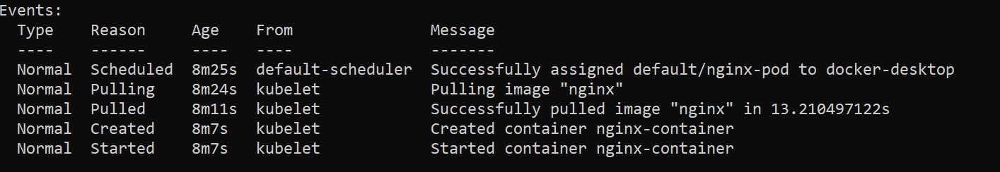 Events:
  Type    Reason     Age    From               Message
  ----    ------     ----   ----               -------
  Normal  Scheduled  8m25s  default-scheduler  Successfully assigned default/nginx-pod to docker-desktop
  Normal  Pulling    8m24s  kubelet            Pulling image "nginx"
  Normal  Pulled     8m11s  kubelet            Successfully pulled image "nginx" in 13.210497122s
  Normal  Created    8m7s   kubelet            Created container nginx-container
  Normal  Started    8m7s   kubelet            Started container nginx-container